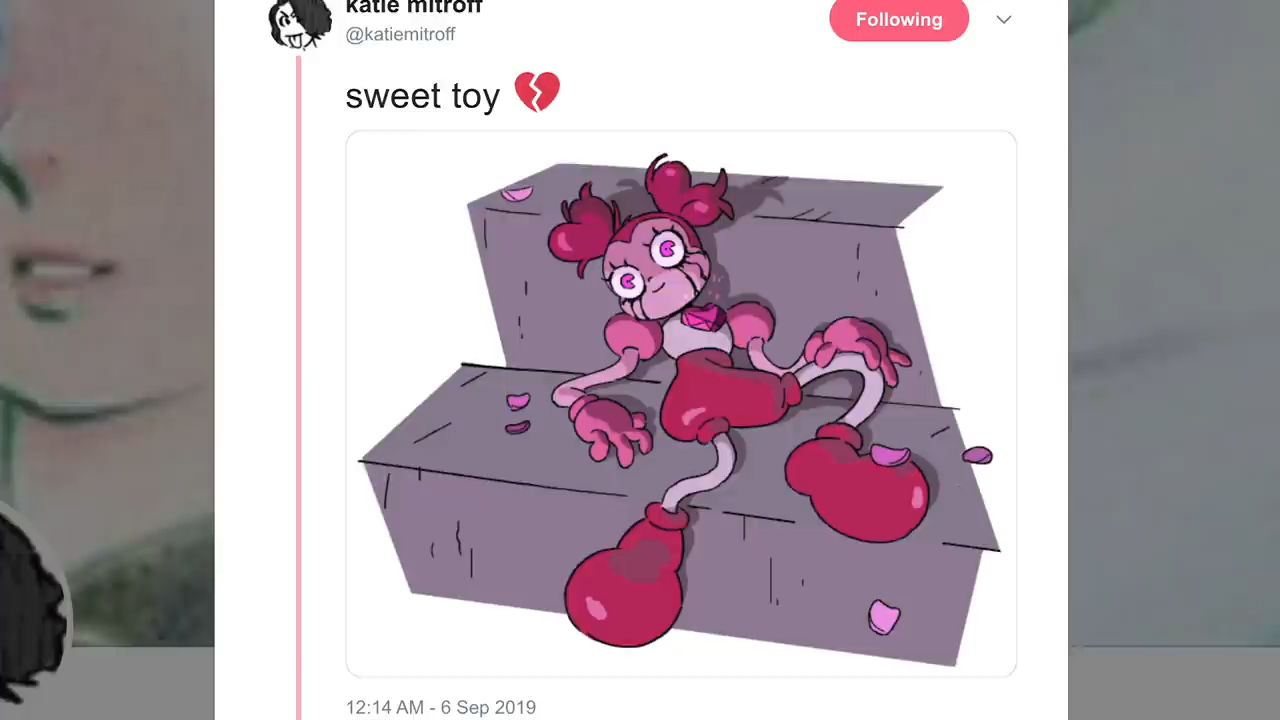 katie mitroff
@katiemitroff
Following
sweet toy 💔
12:14 AM - 6 Sep 2019